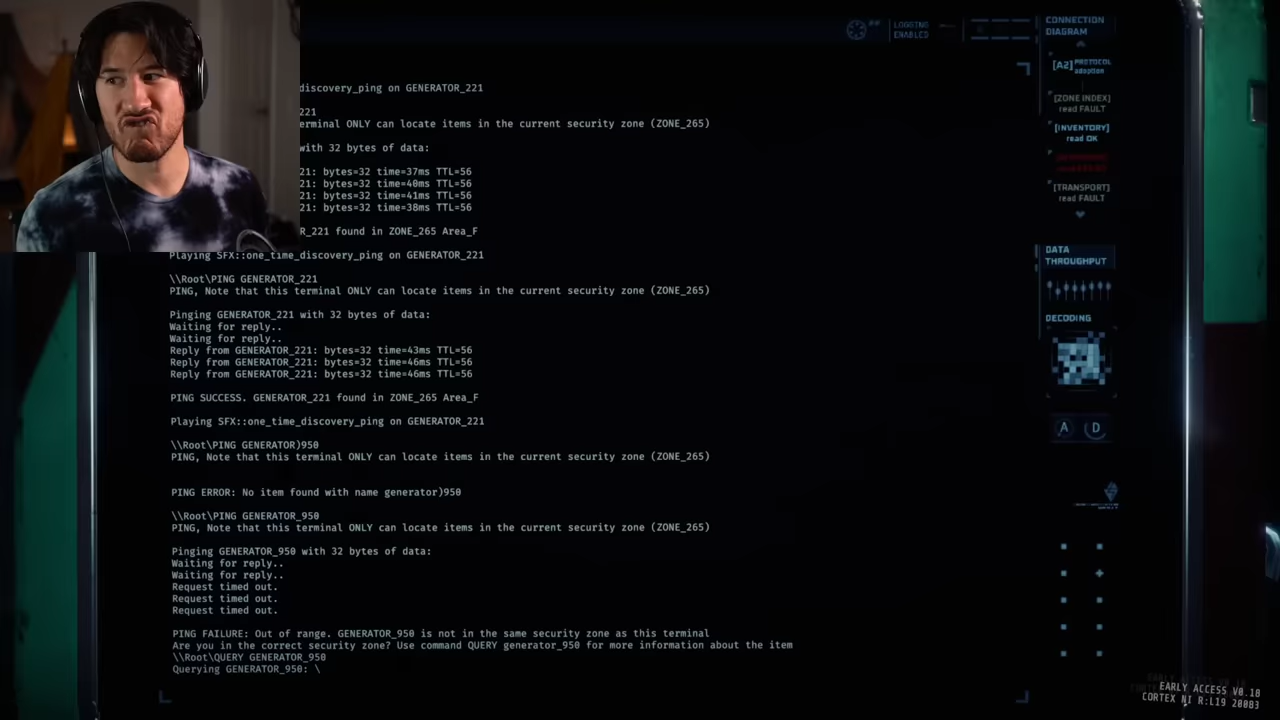 discovery_ping on GENERATOR_221
221
erminal ONLY can locate items in the current security zone (ZONE_265)
with 32 bytes of data:
21: bytes=32 time=37ms TTL=56
21: bytes=32 time=40ms TTL=56
21: bytes=32 time=41ms TTL=56
21: bytes=32 time=38ms TTL=56
R_221 found in ZONE_265 Area_F
Playing SFX::one_time_discovery_ping on GENERATOR_221
\\Root\PING GENERATOR_221
PING, Note that this terminal ONLY can locate items in the current security zone (ZONE_265)
Pinging GENERATOR_221 with 32 bytes of data:
Waiting for reply..
Waiting for reply..
Reply from GENERATOR_221: bytes=32 time=43ms TTL=56
Reply from GENERATOR_221: bytes=32 time=46ms TTL=56
Reply from GENERATOR_221: bytes=32 time=46ms TTL=56
PING SUCCESS. GENERATOR_221 found in ZONE_265 Area_F
Playing SFX::one_time_discovery_ping on GENERATOR_221
\\Root\PING GENERATOR)950
PING, Note that this terminal ONLY can locate items in the current security zone (ZONE_265)
PING ERROR: No item found with name generator)950
\\Root\PING GENERATOR_950
PING, Note that this terminal ONLY can locate items in the current security zone (ZONE_265)
Pinging GENERATOR_950 with 32 bytes of data:
Waiting for reply..
Waiting for reply..
Request timed out.
Request timed out.
Request timed out.
PING FAILURE: Out of range. GENERATOR_950 is not in the same security zone as this terminal
Are you in the correct security zone? Use command QUERY generator_950 for more information about the item
\\Root\QUERY GENERATOR_950
Querying GENERATOR_950: \
LOGGING
ENABLED
CONNECTION
DIAGRAM
[A2] PROTOCOL
adaption
[ZONE INDEX]
read FAULT
[INVENTORY]
read OK
[TRANSPORT]
read FAULT
DATA
THROUGHPUT
DECODING
A D
EARLY ACCESS V0.18
CORTEX NI R:L19 200B3